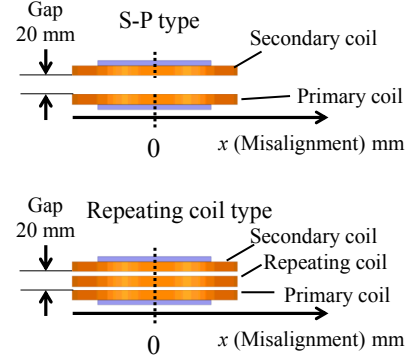 S-P type
Gap
20 mm
Secondary coil
Primary coil
0
x (Misalignment) mm
Repeating coil type
Gap
20 mm
Secondary coil
Repeating coil
Primary coil
0
x (Misalignment) mm